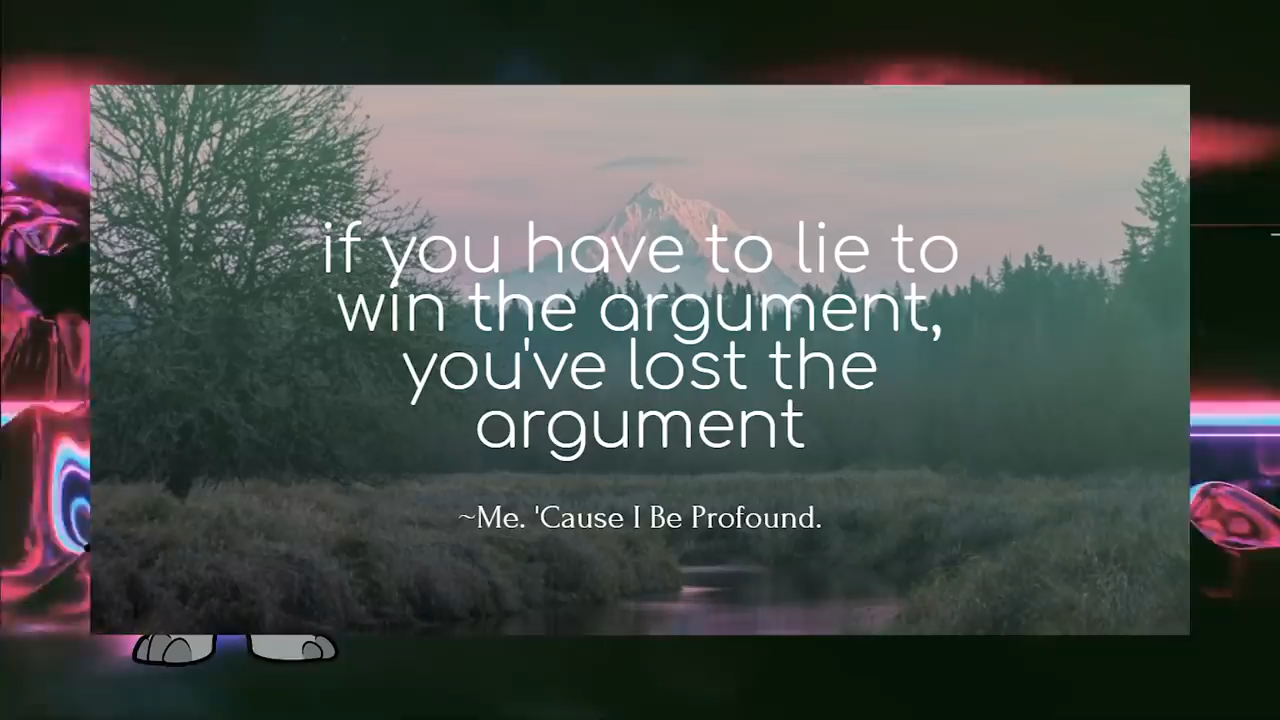 if you have to lie to
win the argument,
you've lost the
argument
~Me. 'Cause I Be Profound.